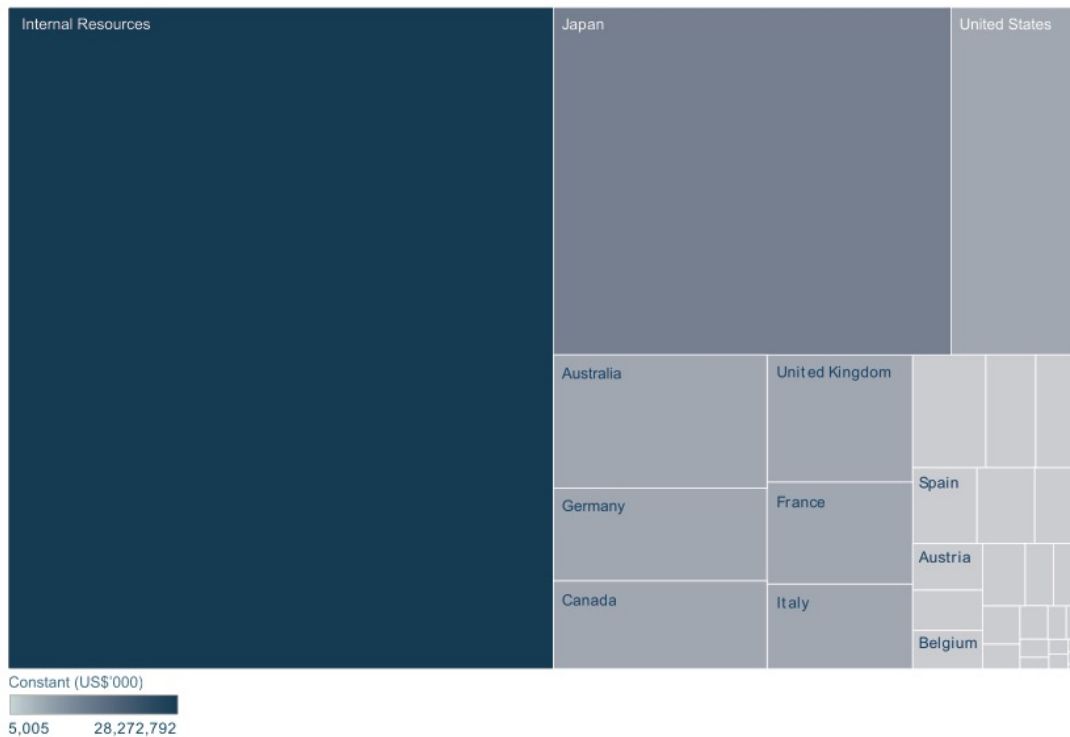 Internal Resources
Japan
United States
Australia
United Kingdom
Spain
Germany
France
Austria
Canada
Italy
Belgium
Constant (US$'000)
5,005 28,272,792